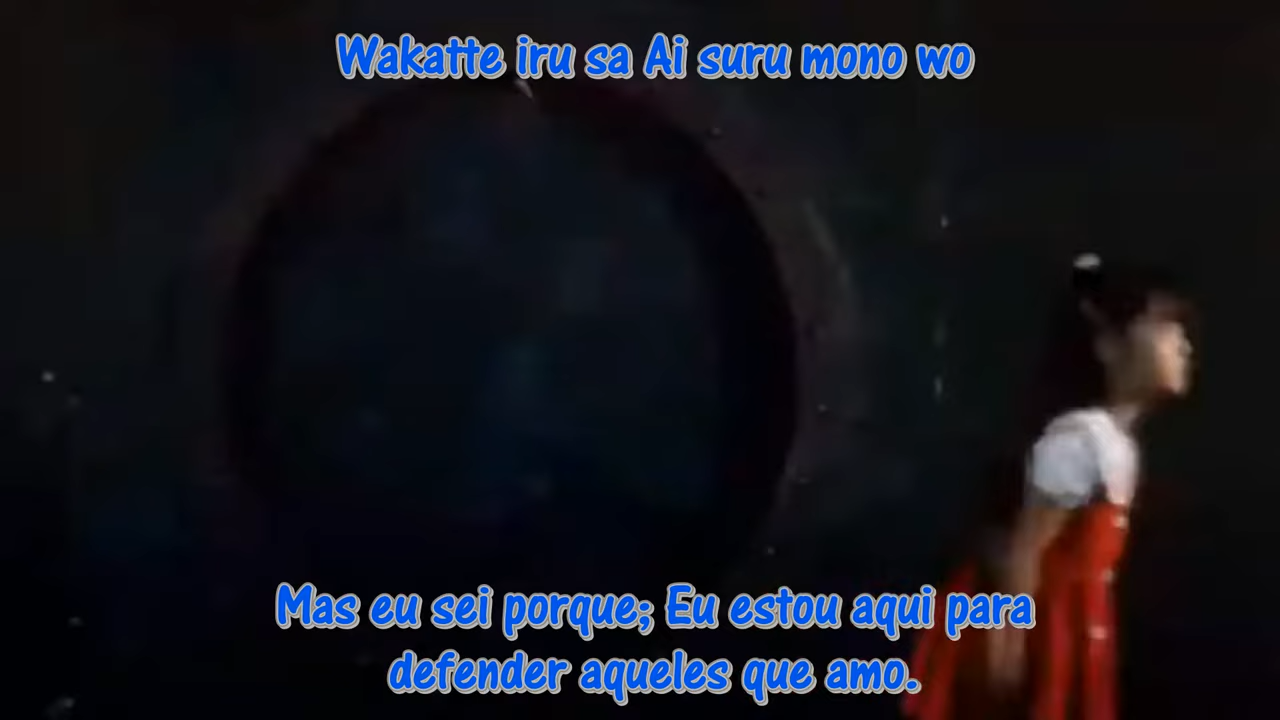 Wakatte iru sa Ai suru mono wo
Mas eu sei porque; Eu estou aqui para
defender aqueles que amo.